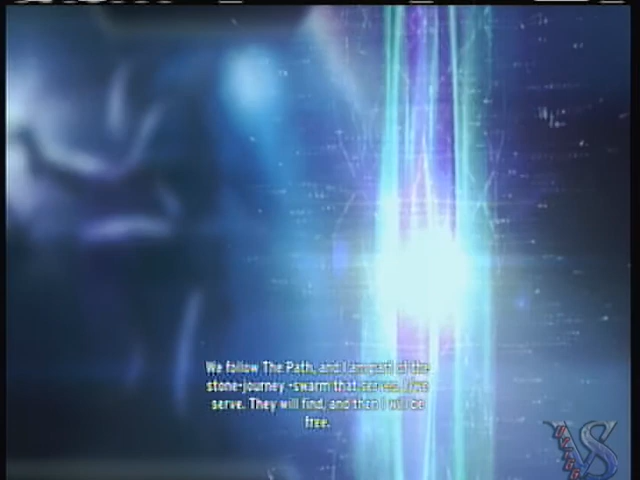 We follow The Path, and I am part of the
stone-journey -swarm that serves. I/we
serve. They will find, and then I will be
free.
VS